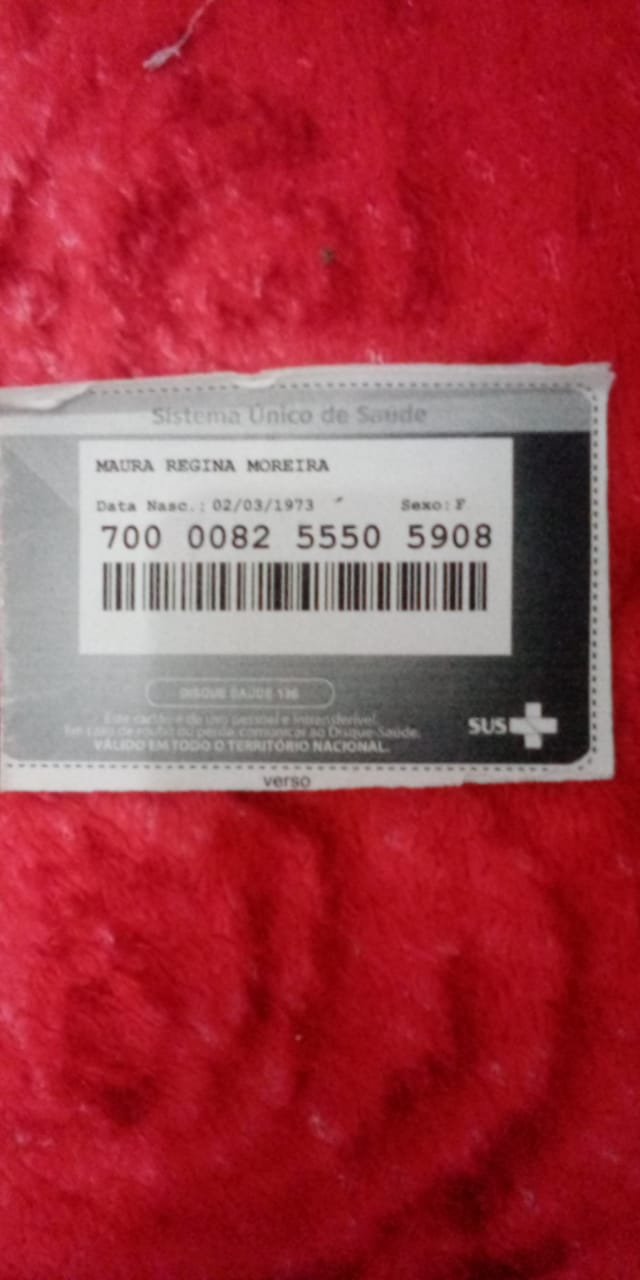 Sistema Único de Saúde
MAURA REGINA MOREIRA
Data Nasc.: 02/03/1973 Sexo: F
700 0082 5550 5908
DISQUE SAÚDE 136
Este cartão é de uso pessoal e intransferível.
Em caso de roubo ou perda, comunicar ao Disque-Saúde.
VÁLIDO EM TODO O TERRITÓRIO NACIONAL.
SUS
verso